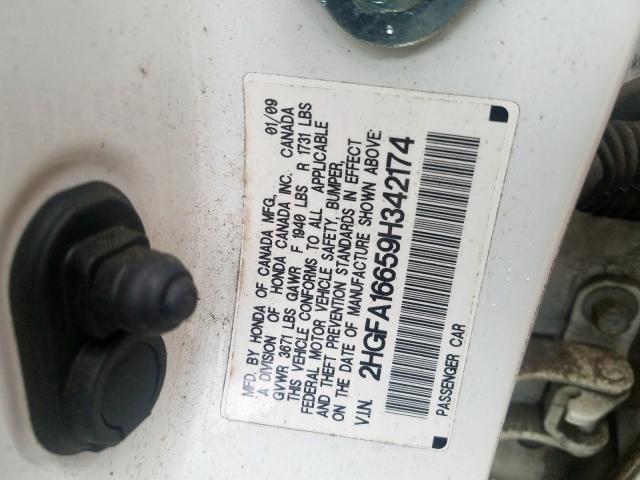 MFD. BY HONDA OF CANADA MFG. 01/09
A DIVISION OF HONDA CANADA INC. CANADA
GVWR 3671 LBS GAWR F 1940 LBS R 1731 LBS
THIS VEHICLE CONFORMS TO ALL APPLICABLE
FEDERAL MOTOR VEHICLE SAFETY, BUMPER,
AND THEFT PREVENTION STANDARDS IN EFFECT
ON THE DATE OF MANUFACTURE SHOWN ABOVE.
V.I.N. 2HGFA16659H342174
PASSENGER CAR